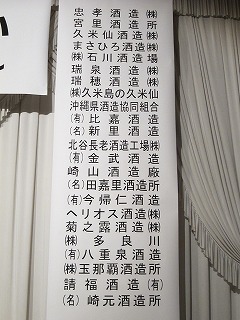 忠孝酒造㈱
宮里酒造所
久米仙酒造㈱
まさひろ酒造㈱
㈱石川酒造場
瑞泉酒造㈱
瑞穂酒造㈱
㈱久米島の久米仙
沖縄県酒造協同組合
㈲比嘉酒造
㈴新里酒造
北谷長老酒造工場㈱
㈲金武酒造
崎山酒造廠
㈴田嘉里酒造所
㈲今帰仁酒造
ヘリオス酒造㈱
菊之露酒造㈱
㈱多良川
㈲八重泉酒造
㈱玉那覇酒造所
請福酒造㈲
㈴崎元酒造所